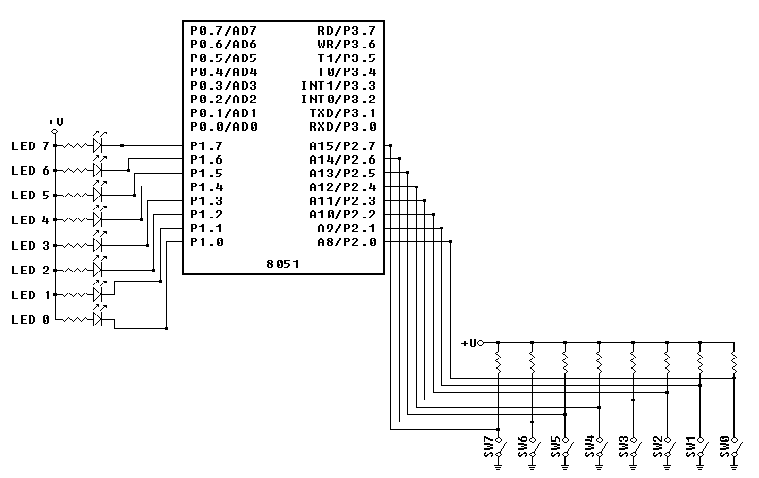 P0.7/AD7 RD/P3.7
P0.6/AD6 WR/P3.6
P0.5/AD5 T1/P3.5
P0.4/AD4 T0/P3.4
P0.3/AD3 INT1/P3.3
P0.2/AD2 INT0/P3.2
P0.1/AD1 TXD/P3.1
P0.0/AD0 RXD/P3.0
+V
LED 7 P1.7 A15/P2.7
LED 6 P1.6 A14/P2.6
LED 5 P1.5 A13/P2.5
LED 4 P1.4 A12/P2.4
LED 3 P1.3 A11/P2.3
LED 2 P1.2 A10/P2.2
LED 1 P1.1 A9/P2.1
LED 0 P1.0 A8/P2.0
8051
+V
SW7 SW6 SW5 SW4 SW3 SW2 SW1 SW0